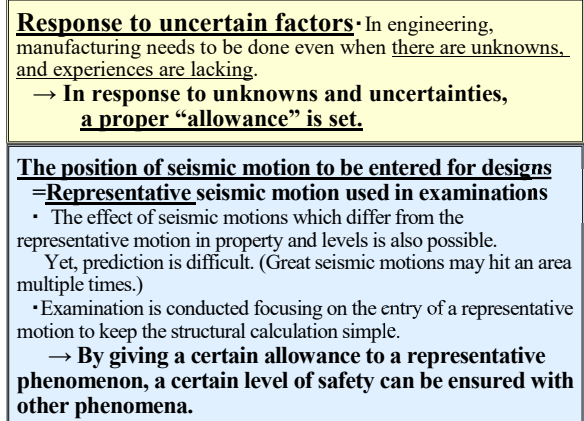 Response to uncertain factors･In engineering,
manufacturing needs to be done even when there are unknowns,
and experiences are lacking.
→ In response to unknowns and uncertainties,
a proper “allowance” is set.
The position of seismic motion to be entered for designs
=Representative seismic motion used in examinations
･ The effect of seismic motions which differ from the
representative motion in property and levels is also possible.
Yet, prediction is difficult. (Great seismic motions may hit an area
multiple times.)
･Examination is conducted focusing on the entry of a representative
motion to keep the structural calculation simple.
→ By giving a certain allowance to a representative
phenomenon, a certain level of safety can be ensured with
other phenomena.